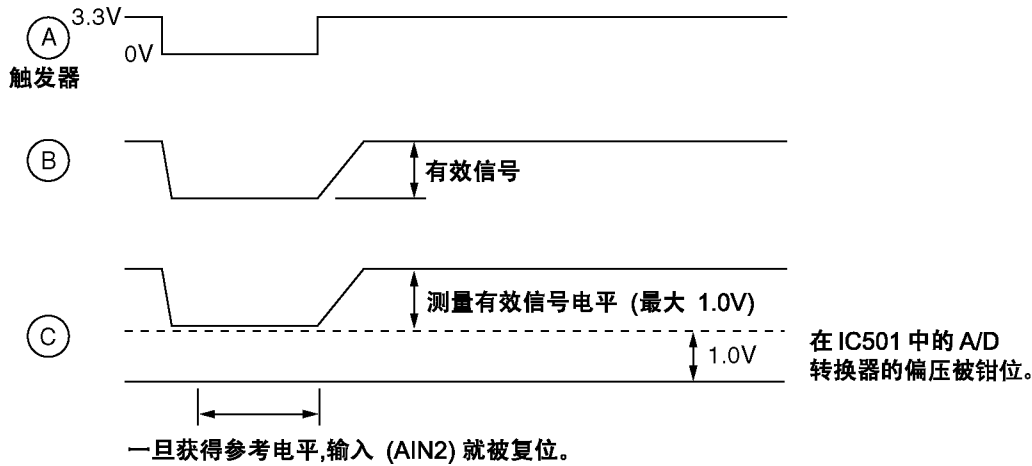 3.3V
A
0V
触发器
B
有效信号
测量有效信号电平 (最大 1.0V)
C
1.0V
在 IC501 中的 A/D
转换器的偏压被钳位。
一旦获得参考电平,输入 (AIN2) 就被复位。